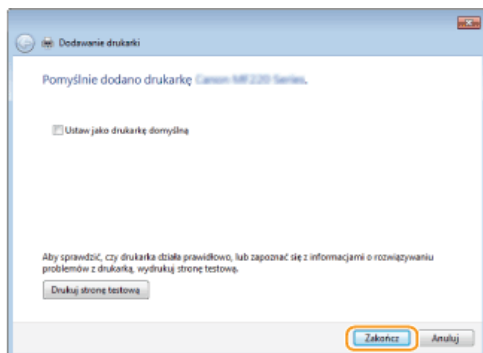 Dodawanie drukarki
Pomyślnie dodano drukarkę Canon MF220 Series.
Ustaw jako drukarkę domyślną
Aby sprawdzić, czy drukarka działa prawidłowo, lub zapoznać się z informacjami o rozwiązywaniu
problemów z drukarką, wydrukuj stronę testową.
Drukuj stronę testową
Zakończ Anuluj